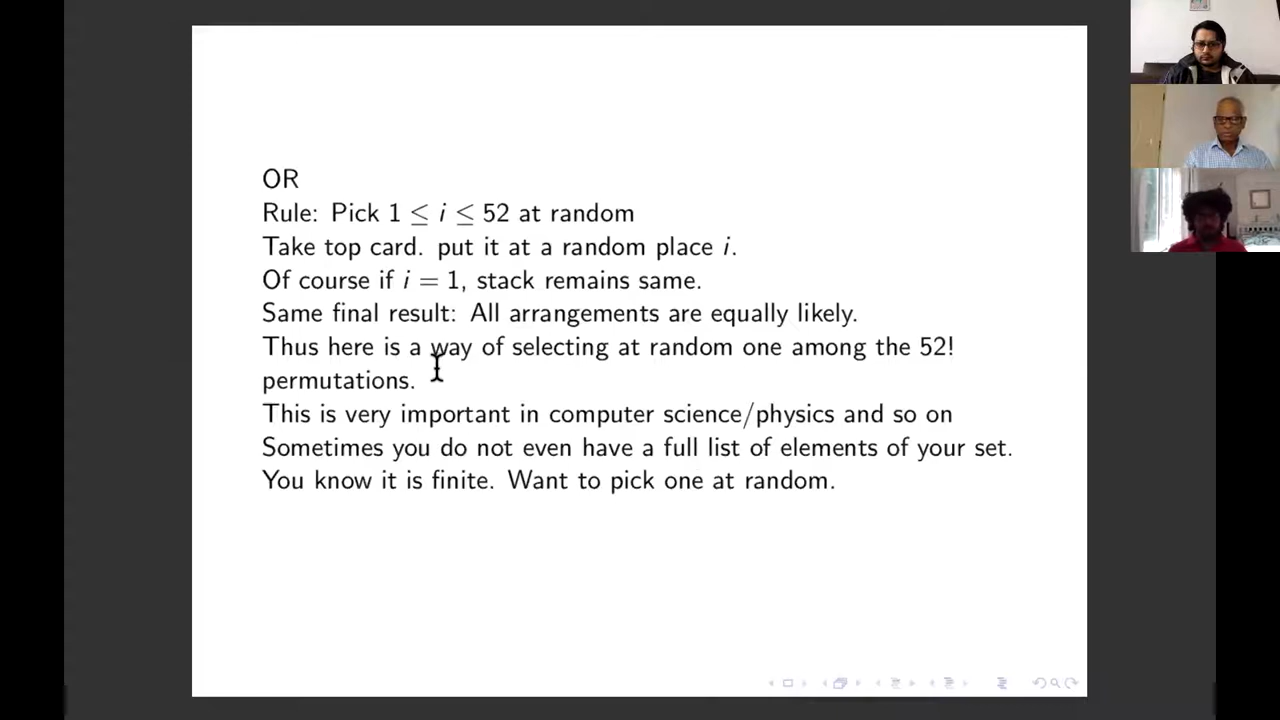 OR
Rule: Pick 1 ≤ i ≤ 52 at random
Take top card. put it at a random place i.
Of course if i = 1, stack remains same.
Same final result: All arrangements are equally likely.
Thus here is a way of selecting at random one among the 52!
permutations.
This is very important in computer science/physics and so on
Sometimes you do not even have a full list of elements of your set.
You know it is finite. Want to pick one at random.